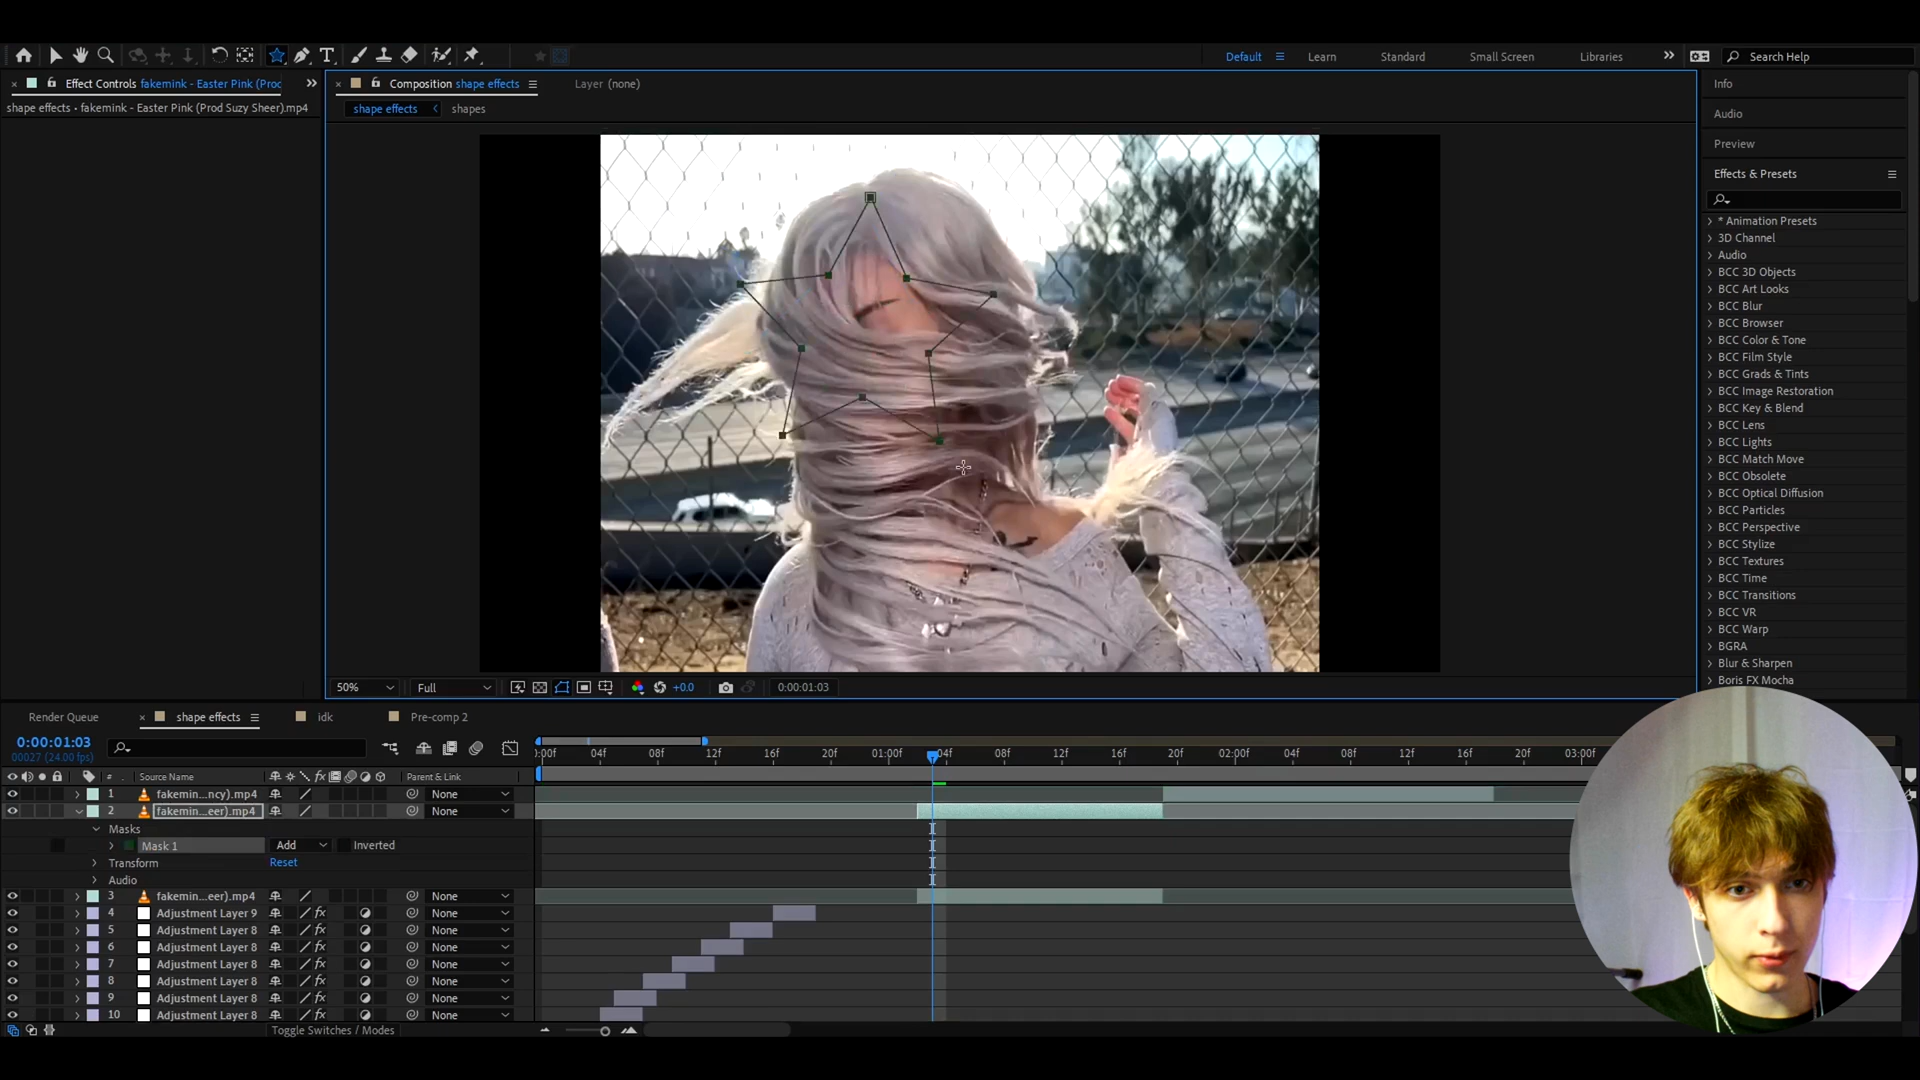 Default
Learn
Standard
Small Screen
Libraries
Search Help
Effect Controls fakemink - Easter Pink (Prod
Composition shape effects
Layer (none)
Info
shape effects • fakemink - Easter Pink (Prod Suzy Sheer).mp4
shape effects
shapes
Audio
Preview
Effects & Presets
* Animation Presets
3D Channel
Audio
BCC 3D Objects
BCC Art Looks
BCC Blur
BCC Browser
BCC Color & Tone
BCC Film Style
BCC Grads & Tints
BCC Image Restoration
BCC Key & Blend
BCC Lens
BCC Lights
BCC Match Move
BCC Obsolete
BCC Optical Diffusion
BCC Particles
BCC Perspective
BCC Stylize
BCC Textures
BCC Time
BCC Transitions
BCC VR
BCC Warp
BGRA
Blur & Sharpen
Boris FX Mocha
50%
Full
+0.0
0:00:01:03
Render Queue
shape effects
idk
Pre-comp 2
0:00:01:03
00027 (24.00 fps)
):00f 04f 08f 12f 16f 20f 01:00f 04f 08f 12f 16f 20f 02:00f 04f 08f 12f 16f 20f 03:00f
# Source Name Parent & Link
1 fakemin...ncy).mp4 None
2 fakemin...eer).mp4 None
Masks
Mask 1 Add Inverted
Transform Reset
Audio
3 fakemin...eer).mp4 None
4 Adjustment Layer 9 fx None
5 Adjustment Layer 8 fx None
6 Adjustment Layer 8 fx None
7 Adjustment Layer 8 fx None
8 Adjustment Layer 8 fx None
9 Adjustment Layer 8 fx None
10 Adjustment Layer 8 fx None
Toggle Switches / Modes